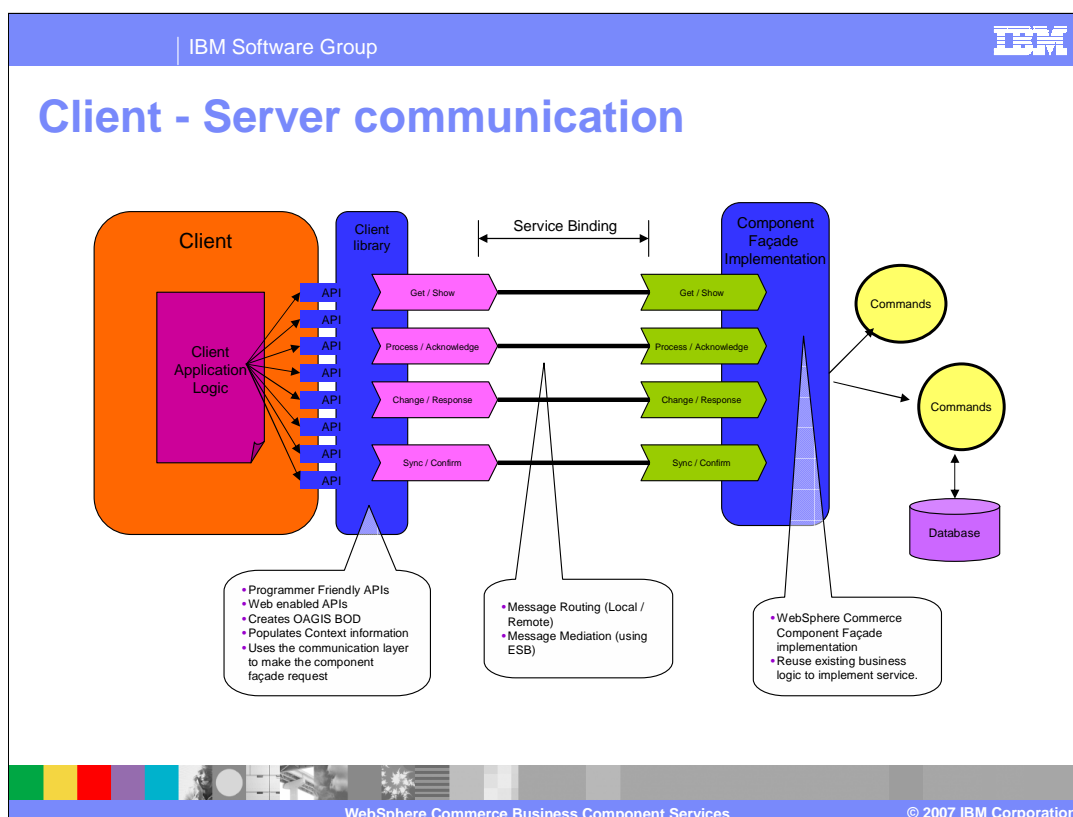 IBM Software Group
IBM
Client - Server communication
Client
Client
Application
Logic
Client
library
API
API
API
API
API
API
API
API
Get / Show
Process / Acknowledge
Change / Response
Sync / Confirm
Service Binding
Get / Show
Process / Acknowledge
Change / Response
Sync / Confirm
Component
Façade
Implementation
Commands
Commands
Database
•Programmer Friendly APIs
•Web enabled APIs
•Creates OAGIS BOD
•Populates Context information
•Uses the communication layer
to make the component
façade request
•Message Routing (Local /
Remote)
•Message Mediation (using
ESB)
•WebSphere Commerce
Component Façade
implementation
•Reuse existing business
logic to implement service.
WebSphere Commerce Business Component Services
© 2007 IBM Corporation